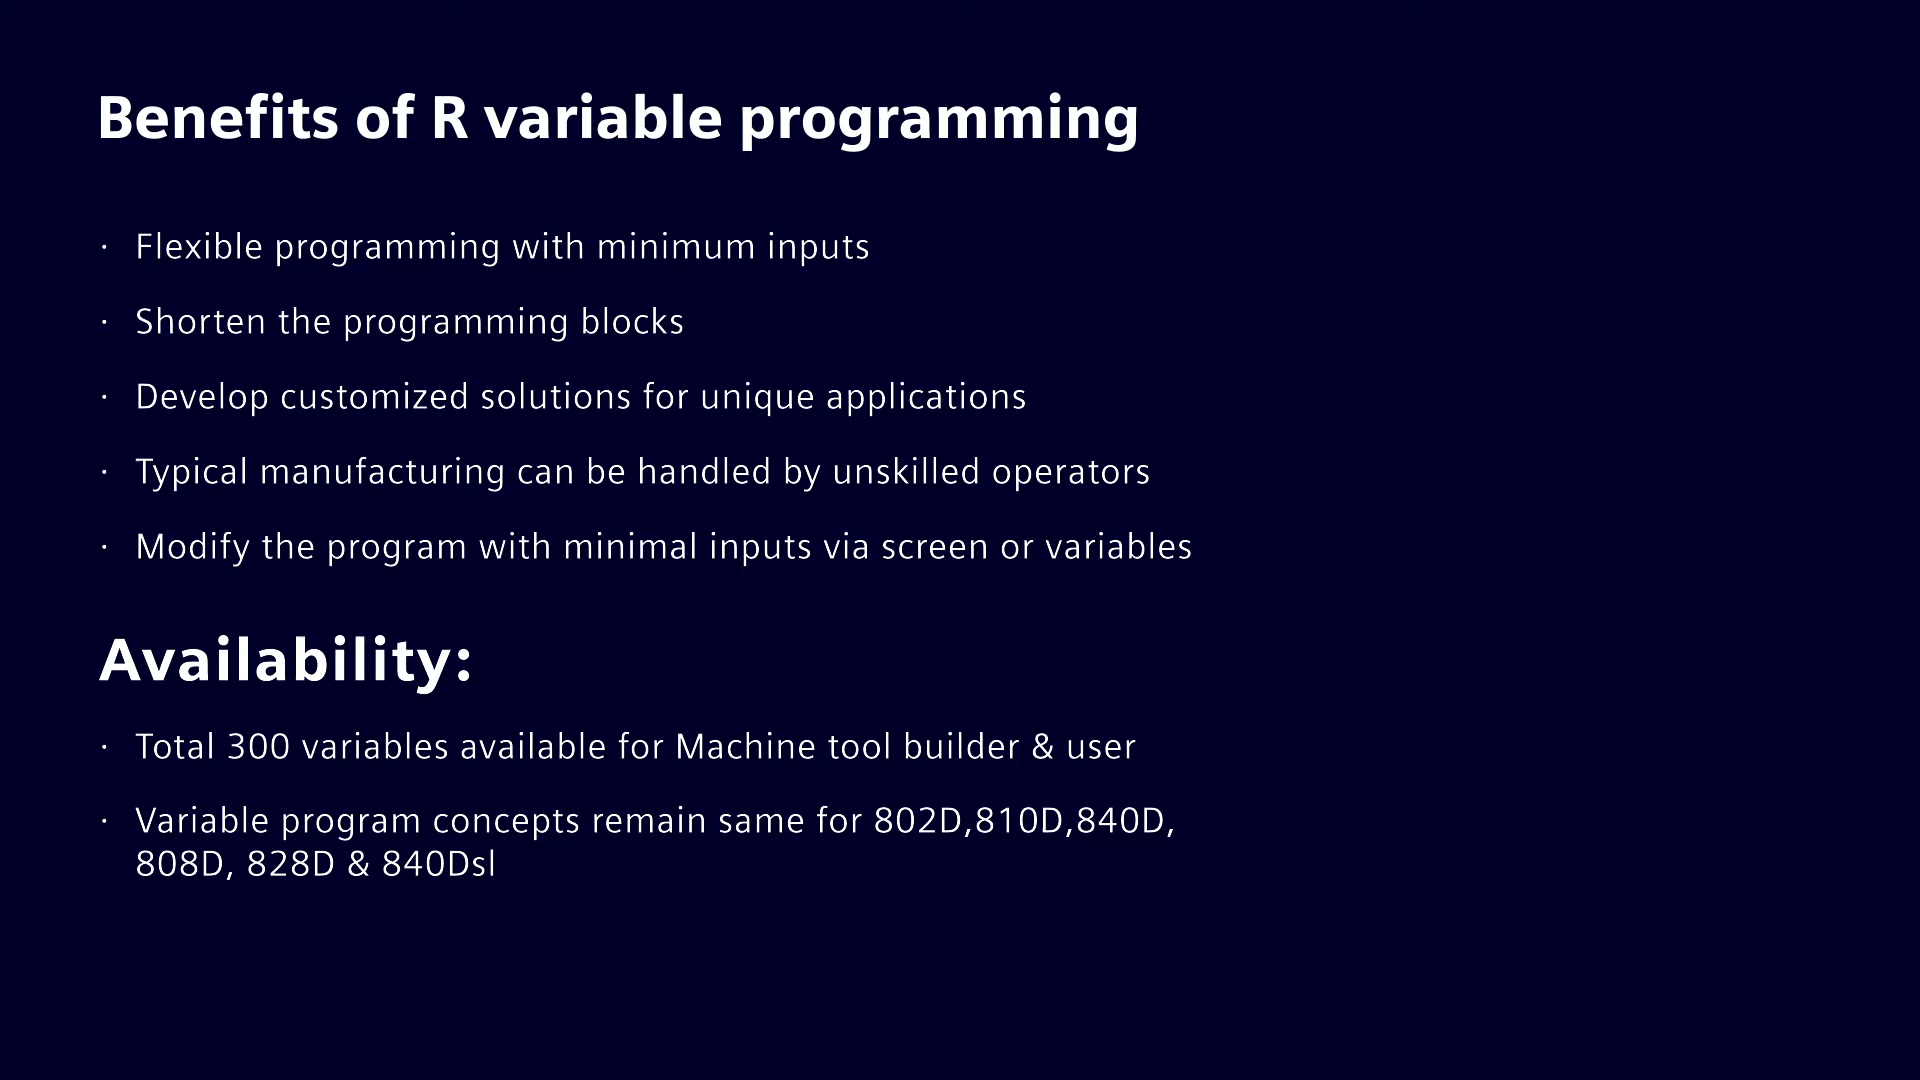 Benefits of R variable programming
· Flexible programming with minimum inputs
· Shorten the programming blocks
· Develop customized solutions for unique applications
· Typical manufacturing can be handled by unskilled operators
· Modify the program with minimal inputs via screen or variables
Availability:
· Total 300 variables available for Machine tool builder & user
· Variable program concepts remain same for 802D,810D,840D,
808D, 828D & 840Dsl